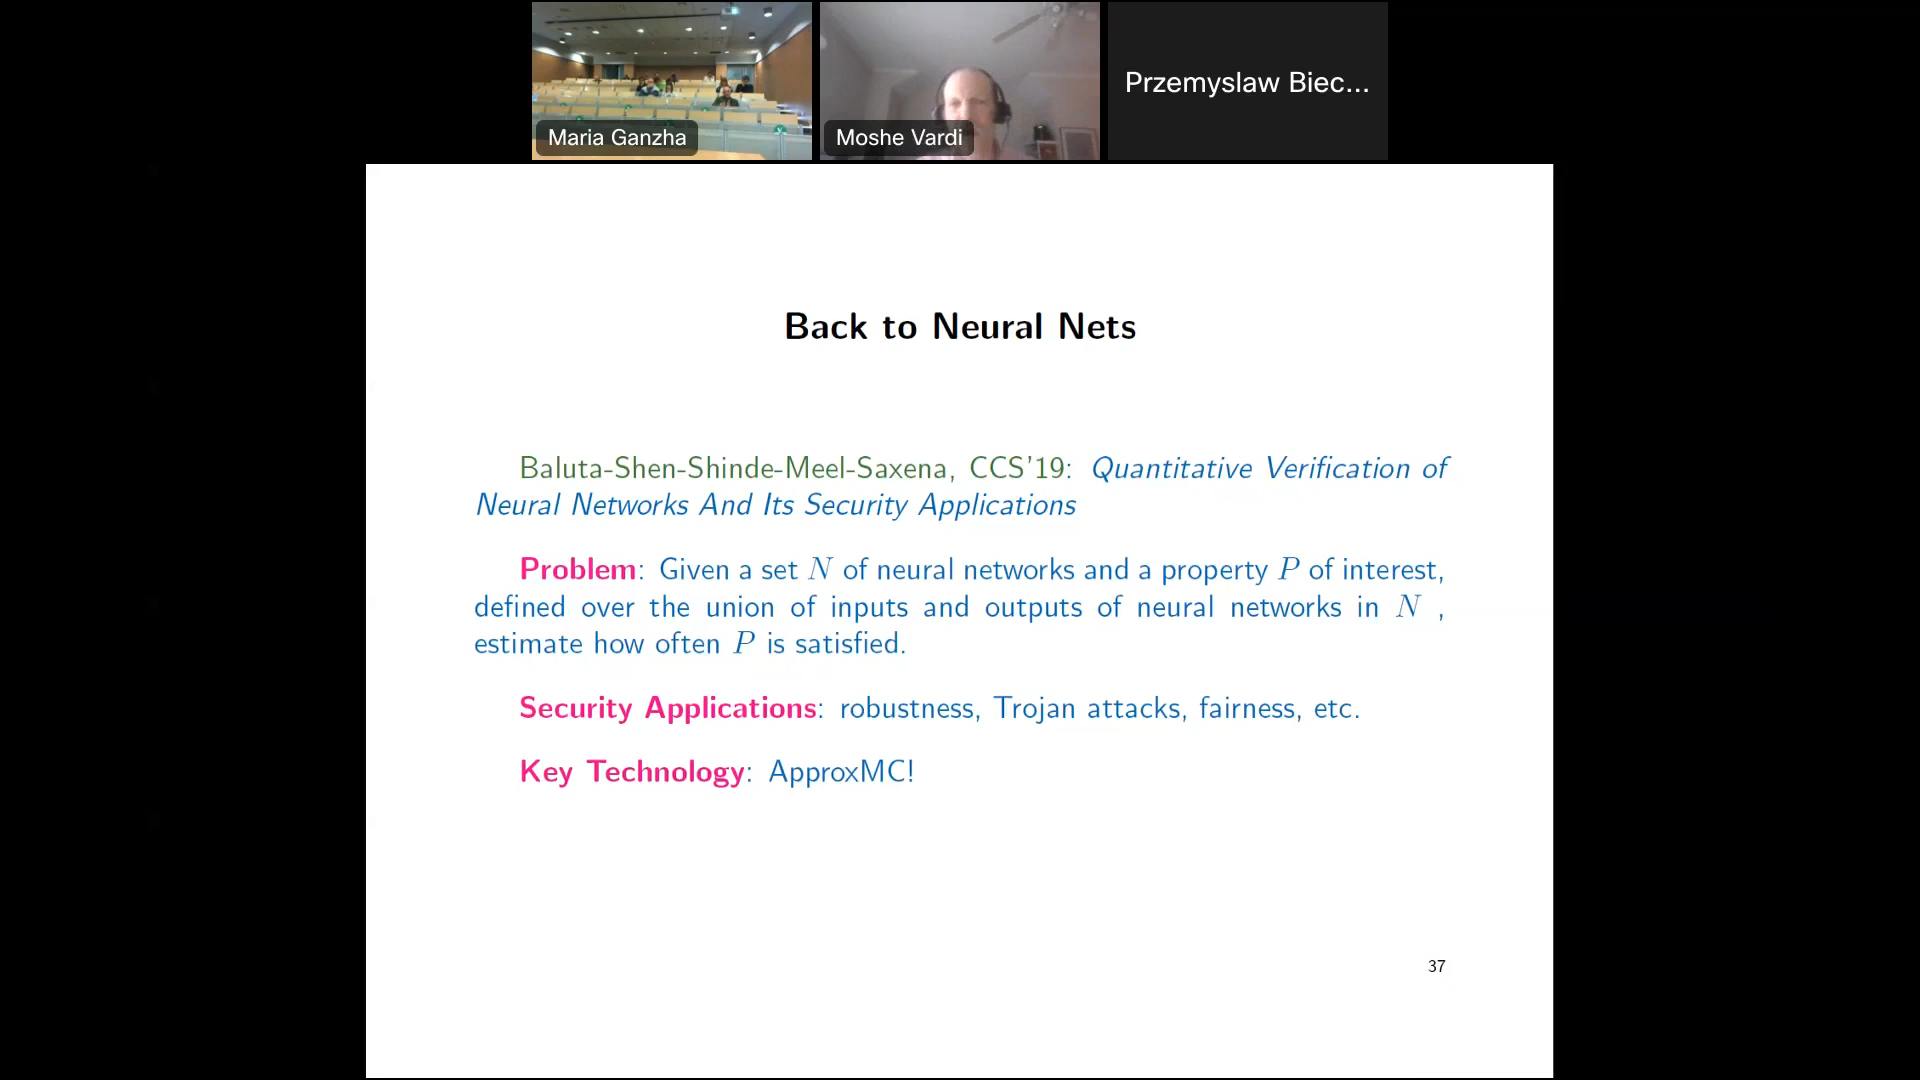 Maria Ganzha
Moshe Vardi
Przemyslaw Biec...
Back to Neural Nets
Baluta-Shen-Shinde-Meel-Saxena, CCS'19: Quantitative Verification of
Neural Networks And Its Security Applications
Problem: Given a set N of neural networks and a property P of interest,
defined over the union of inputs and outputs of neural networks in N ,
estimate how often P is satisfied.
Security Applications: robustness, Trojan attacks, fairness, etc.
Key Technology: ApproxMC!
37